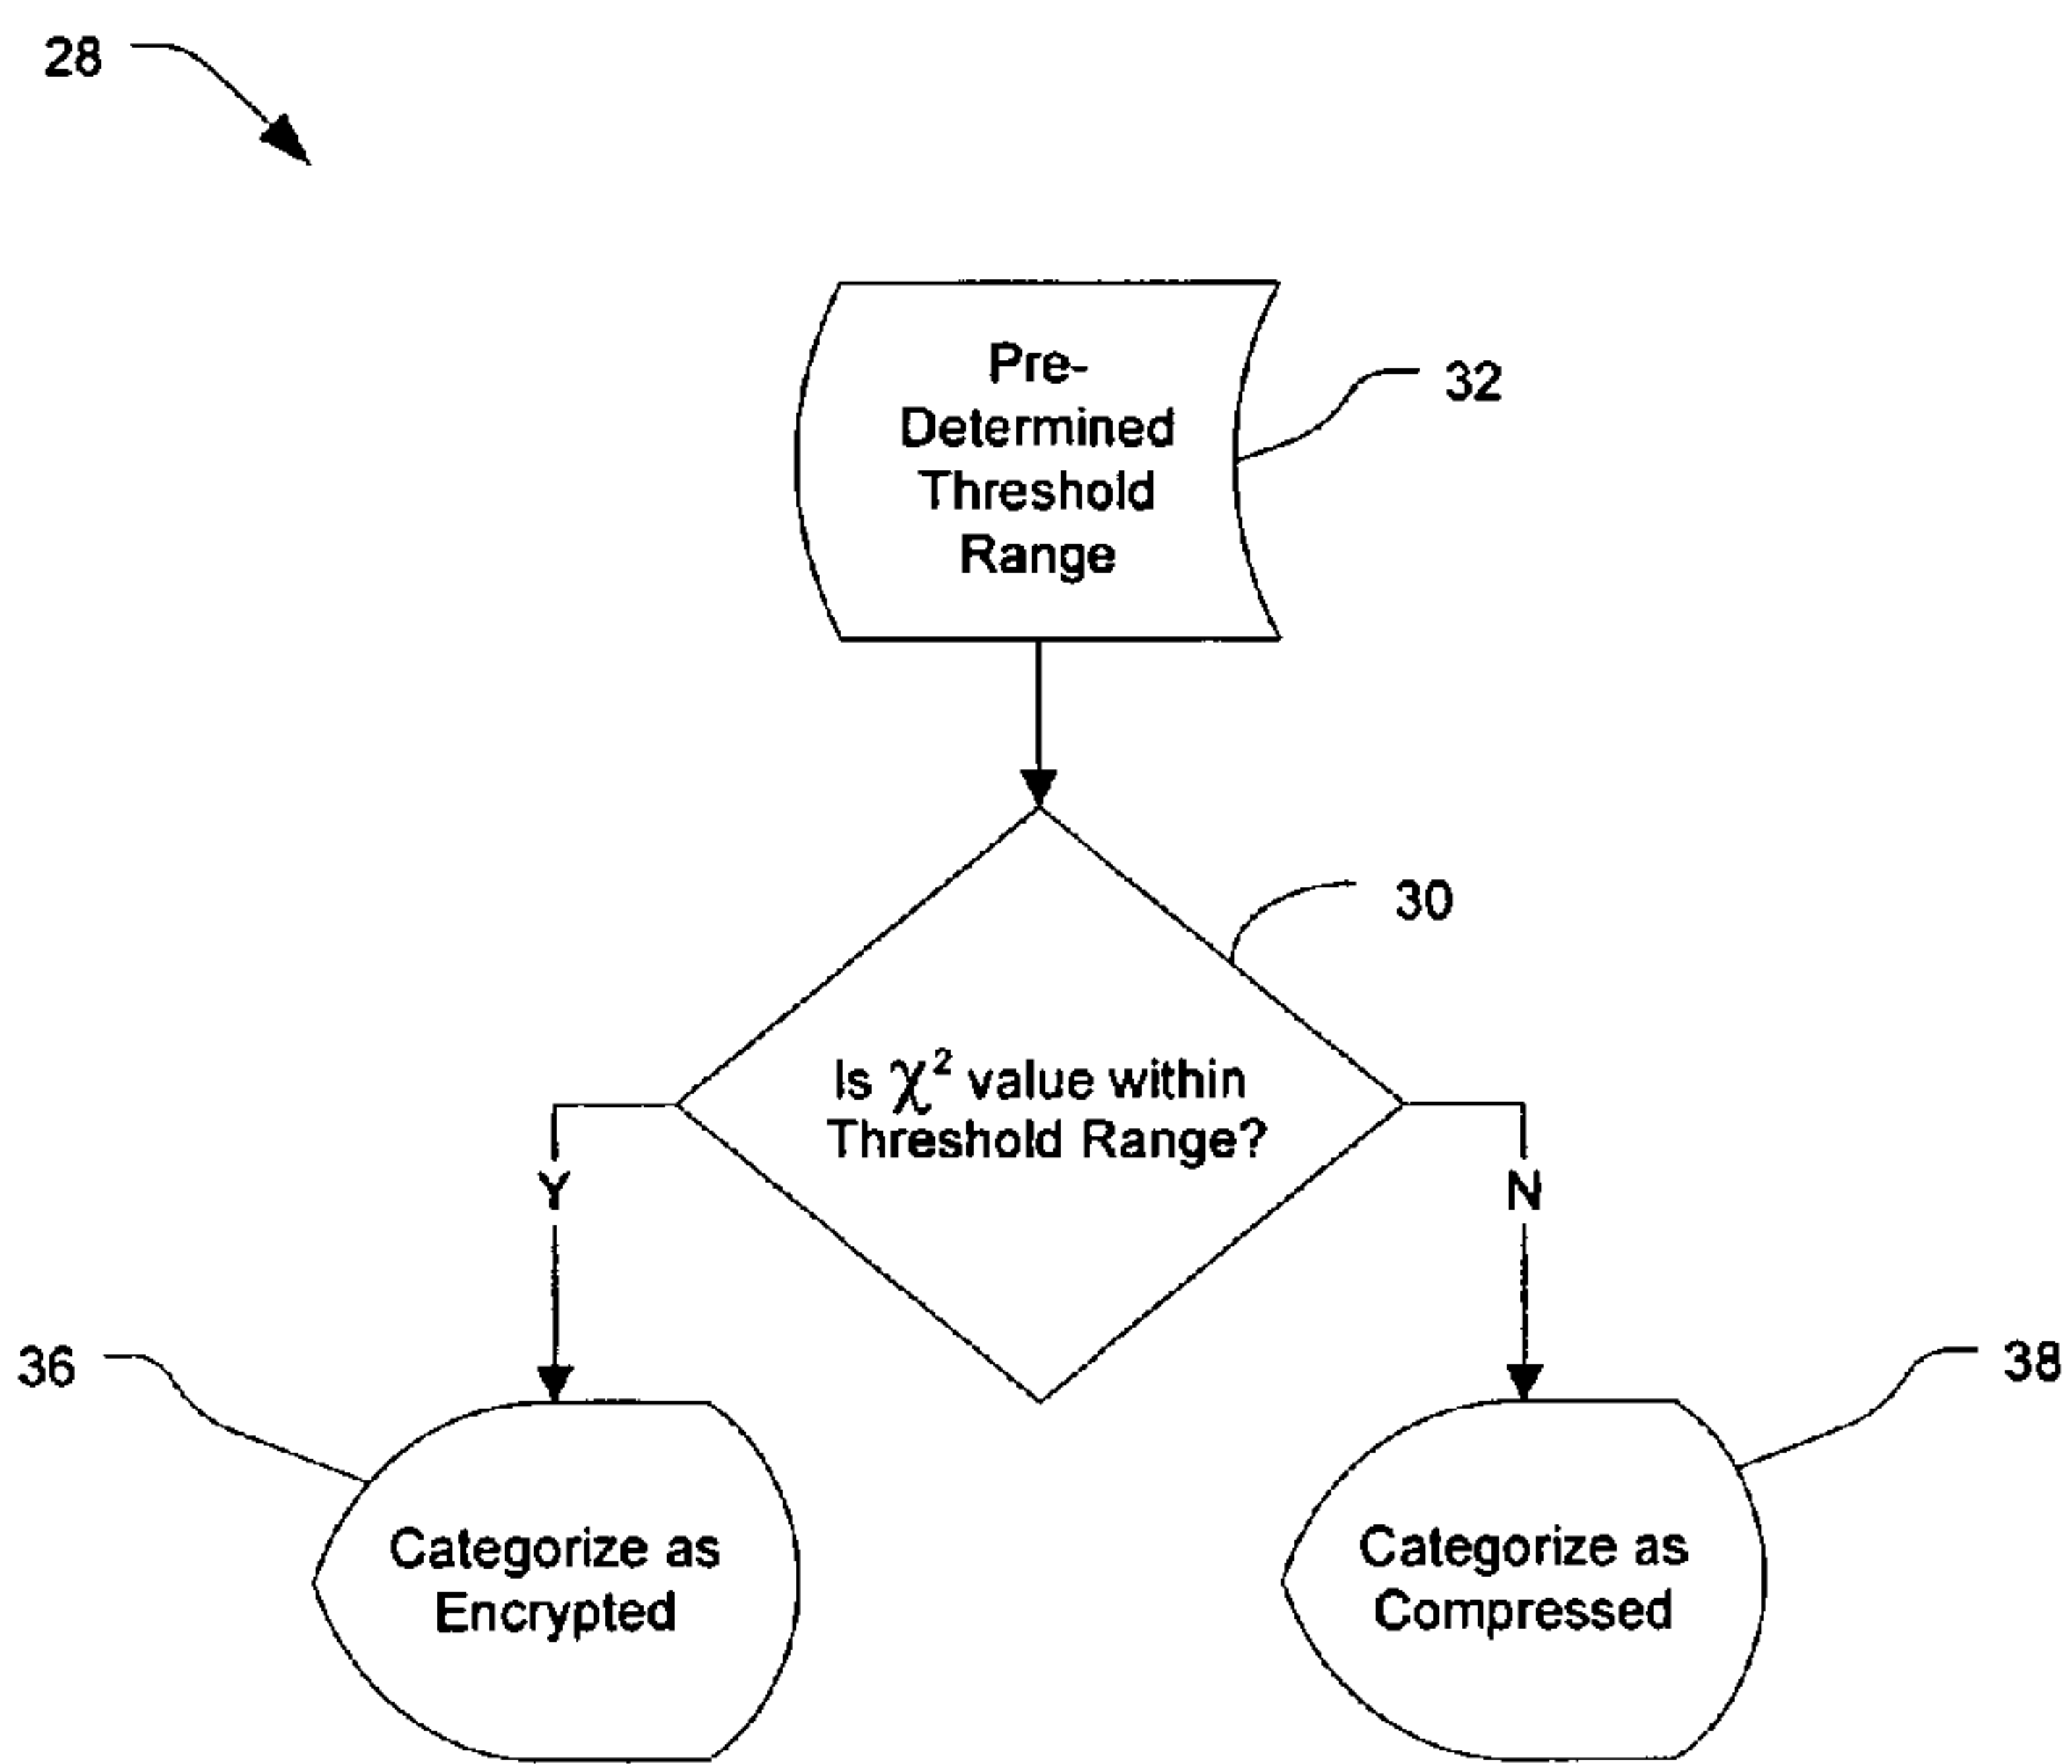 28
Pre-
Determined
Threshold
Range
32
30
Is χ² value within
Threshold Range?
Y
N
36
38
Categorize as
Encrypted
Categorize as
Compressed